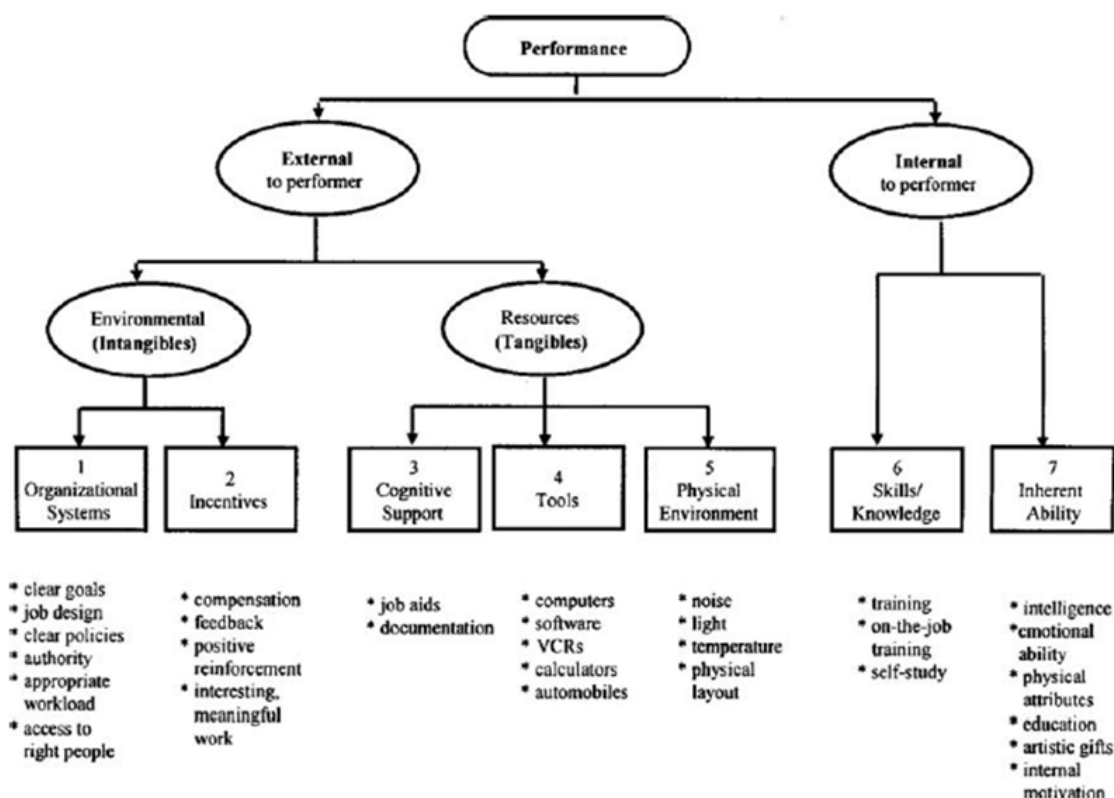 Performance
External
to performer
Internal
to performer
Environmental
(Intangibles)
Resources
(Tangibles)
1
Organizational
Systems
2
Incentives
3
Cognitive
Support
4
Tools
5
Physical
Environment
6
Skills/
Knowledge
7
Inherent
Ability
* clear goals
* job design
* clear policies
* authority
* appropriate
workload
* access to
right people
* compensation
* feedback
* positive
reinforcement
* interesting,
meaningful
work
* job aids
* documentation
* computers
* software
* VCRs
* calculators
* automobiles
* noise
* light
* temperature
* physical
layout
* training
* on-the-job
training
* self-study
* intelligence
*emotional
ability
* physical
attributes
* education
* artistic gifts
* internal
motivation